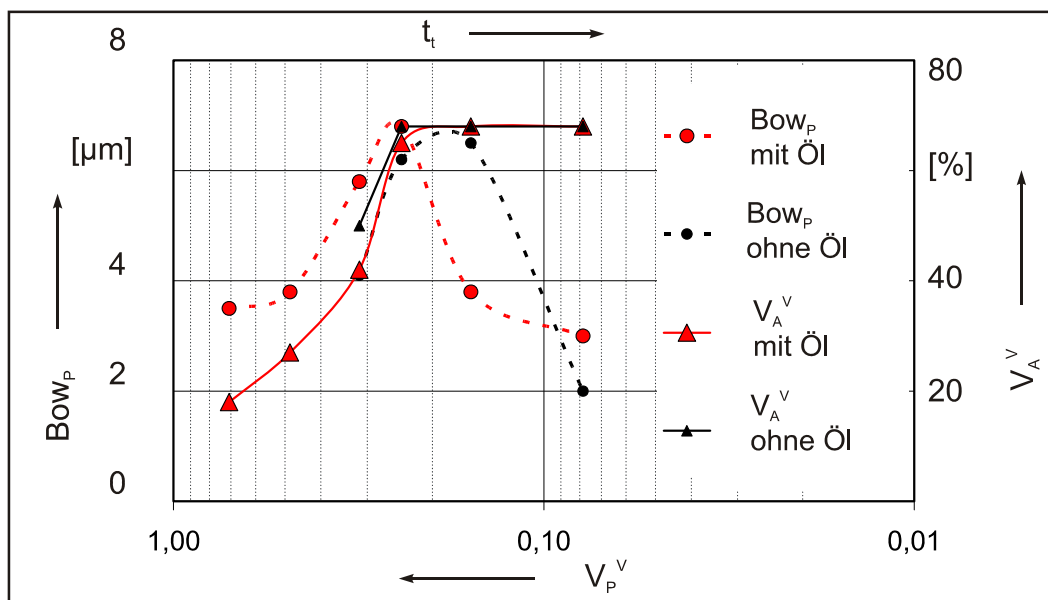 t_t
8
80
[µm]
[%]
Bow_P
mit Öl
Bow_P
ohne Öl
4
40
V_A^V
mit Öl
2
20
V_A^V
ohne Öl
0
Bow_P
V_A^V
1,00
0,10
0,01
V_P^V